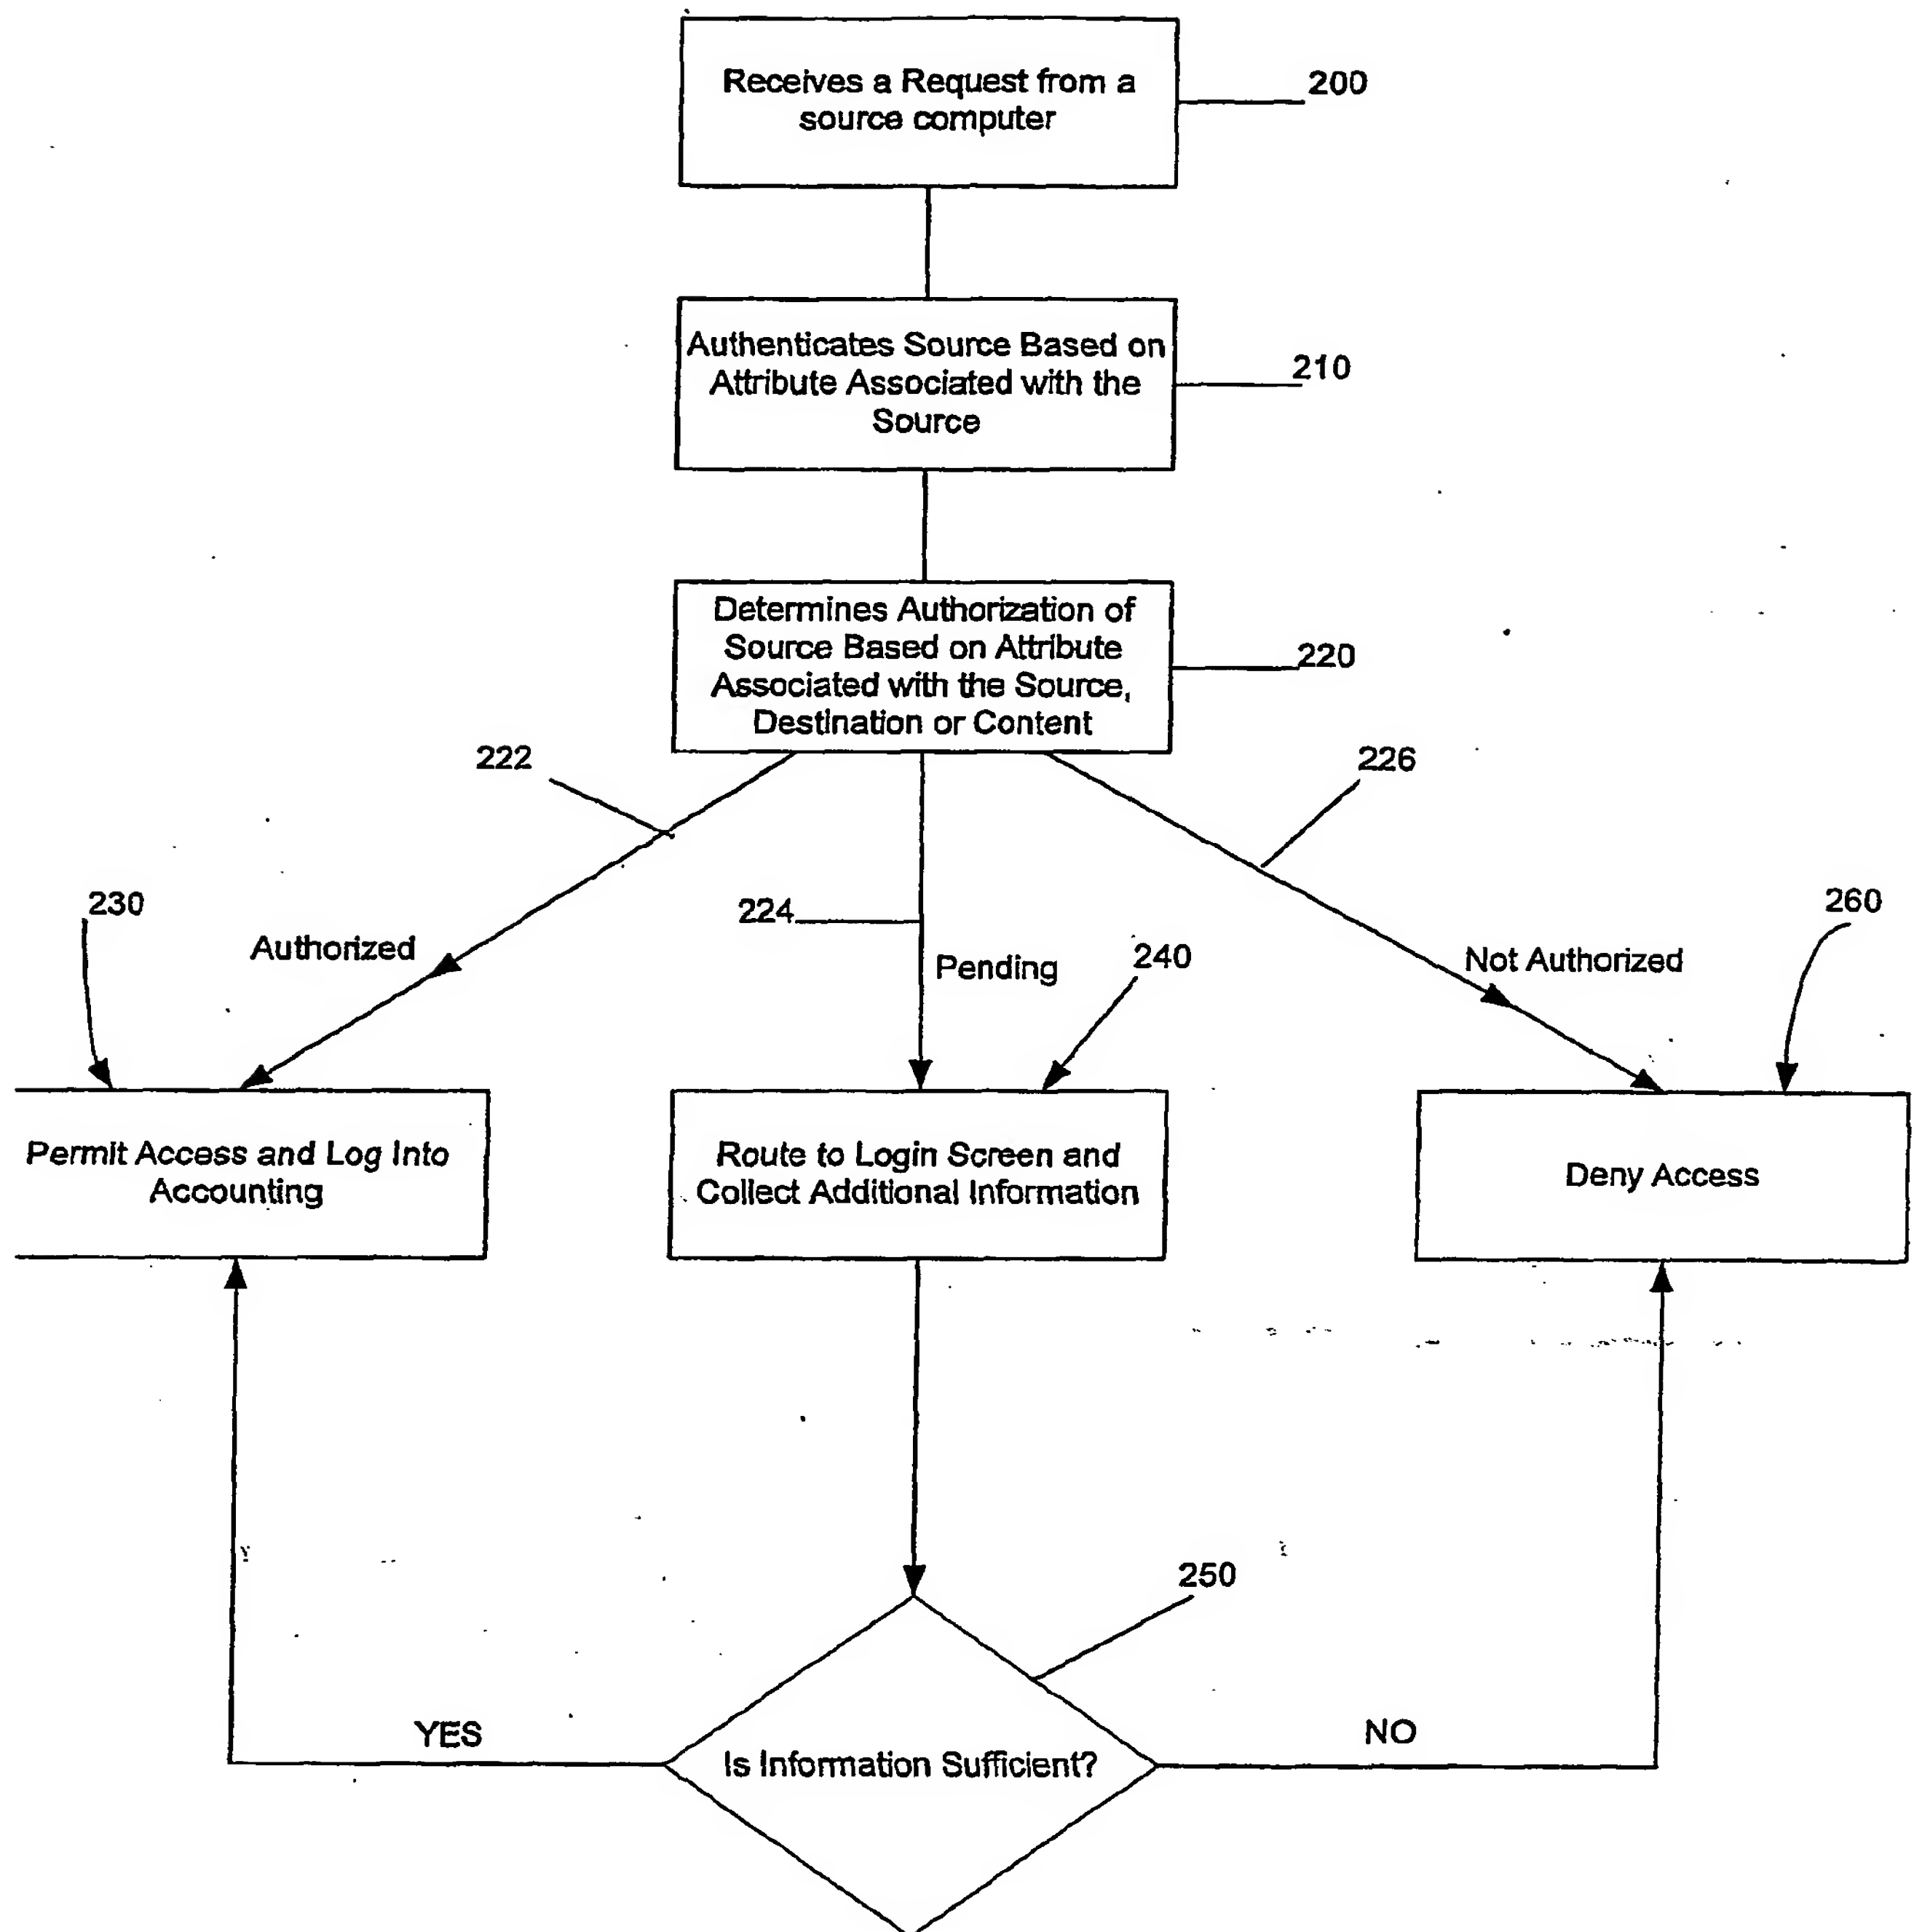 Receives a Request from a
source computer
200
Authenticates Source Based on
Attribute Associated with the
Source
210
Determines Authorization of
Source Based on Attribute
Associated with the Source,
Destination or Content
220
222
226
230
Authorized
224
Pending
240
Not Authorized
260
Permit Access and Log Into
Accounting
Route to Login Screen and
Collect Additional Information
Deny Access
250
YES
Is Information Sufficient?
NO